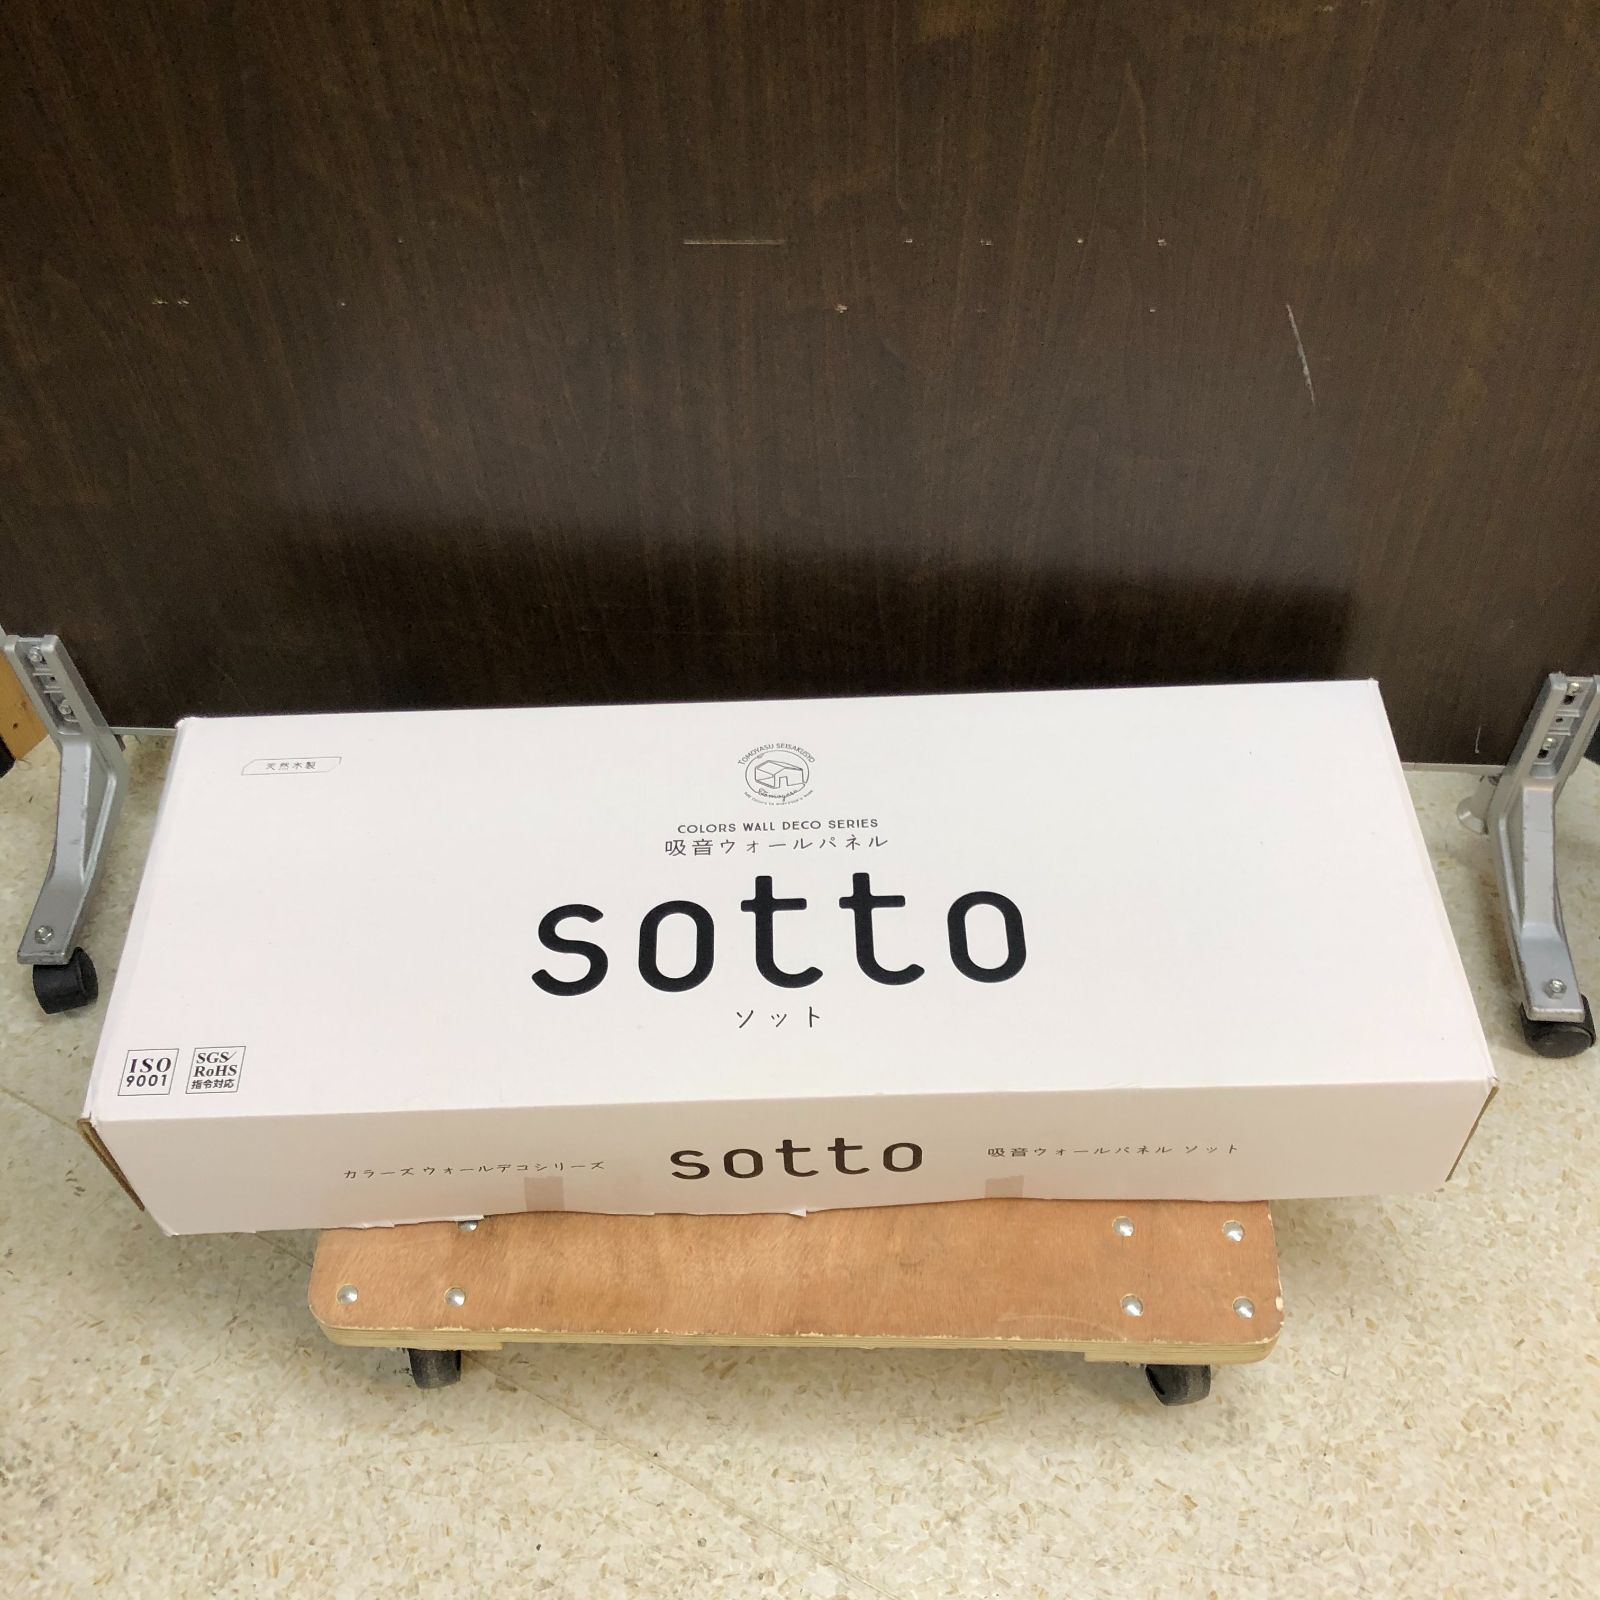 天然木製
TOMOYASU SEISAKUSYO
Tomoyasu
COLORS WALL DECO SERIES
吸音ウォールパネル
sotto
ソット
ISO
9001
SGS/
RoHS
指令対応
カラーズ ウォールデコシリーズ
sotto
吸音ウォールパネル ソット